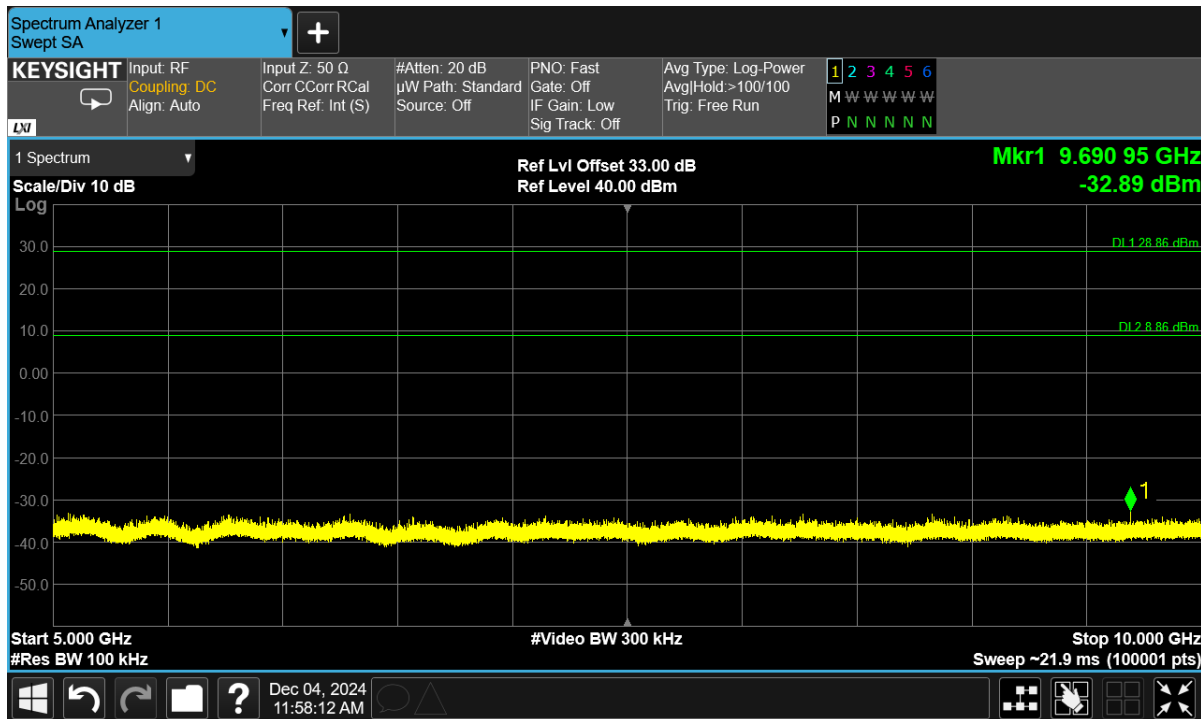 Spectrum Analyzer 1
Swept SA
+
KEYSIGHT
LXI
Input: RF
Coupling: DC
Align: Auto
Input Z: 50 Ω
Corr CCorr RCal
Freq Ref: Int (S)
#Atten: 20 dB
µW Path: Standard
Source: Off
PNO: Fast
Gate: Off
IF Gain: Low
Sig Track: Off
Avg Type: Log-Power
Avg|Hold:>100/100
Trig: Free Run
1 2 3 4 5 6
M W W W W W
P N N N N N
1 Spectrum
Scale/Div 10 dB
Log
Ref Lvl Offset 33.00 dB
Ref Level 40.00 dBm
Mkr1 9.690 95 GHz
-32.89 dBm
30.0
20.0
10.0
0.00
-10.0
-20.0
-30.0
-40.0
-50.0
DL1 28.86 dBm
DL2 8.86 dBm
1
Start 5.000 GHz
#Res BW 100 kHz
#Video BW 300 kHz
Stop 10.000 GHz
Sweep ~21.9 ms (100001 pts)
?
Dec 04, 2024
11:58:12 AM